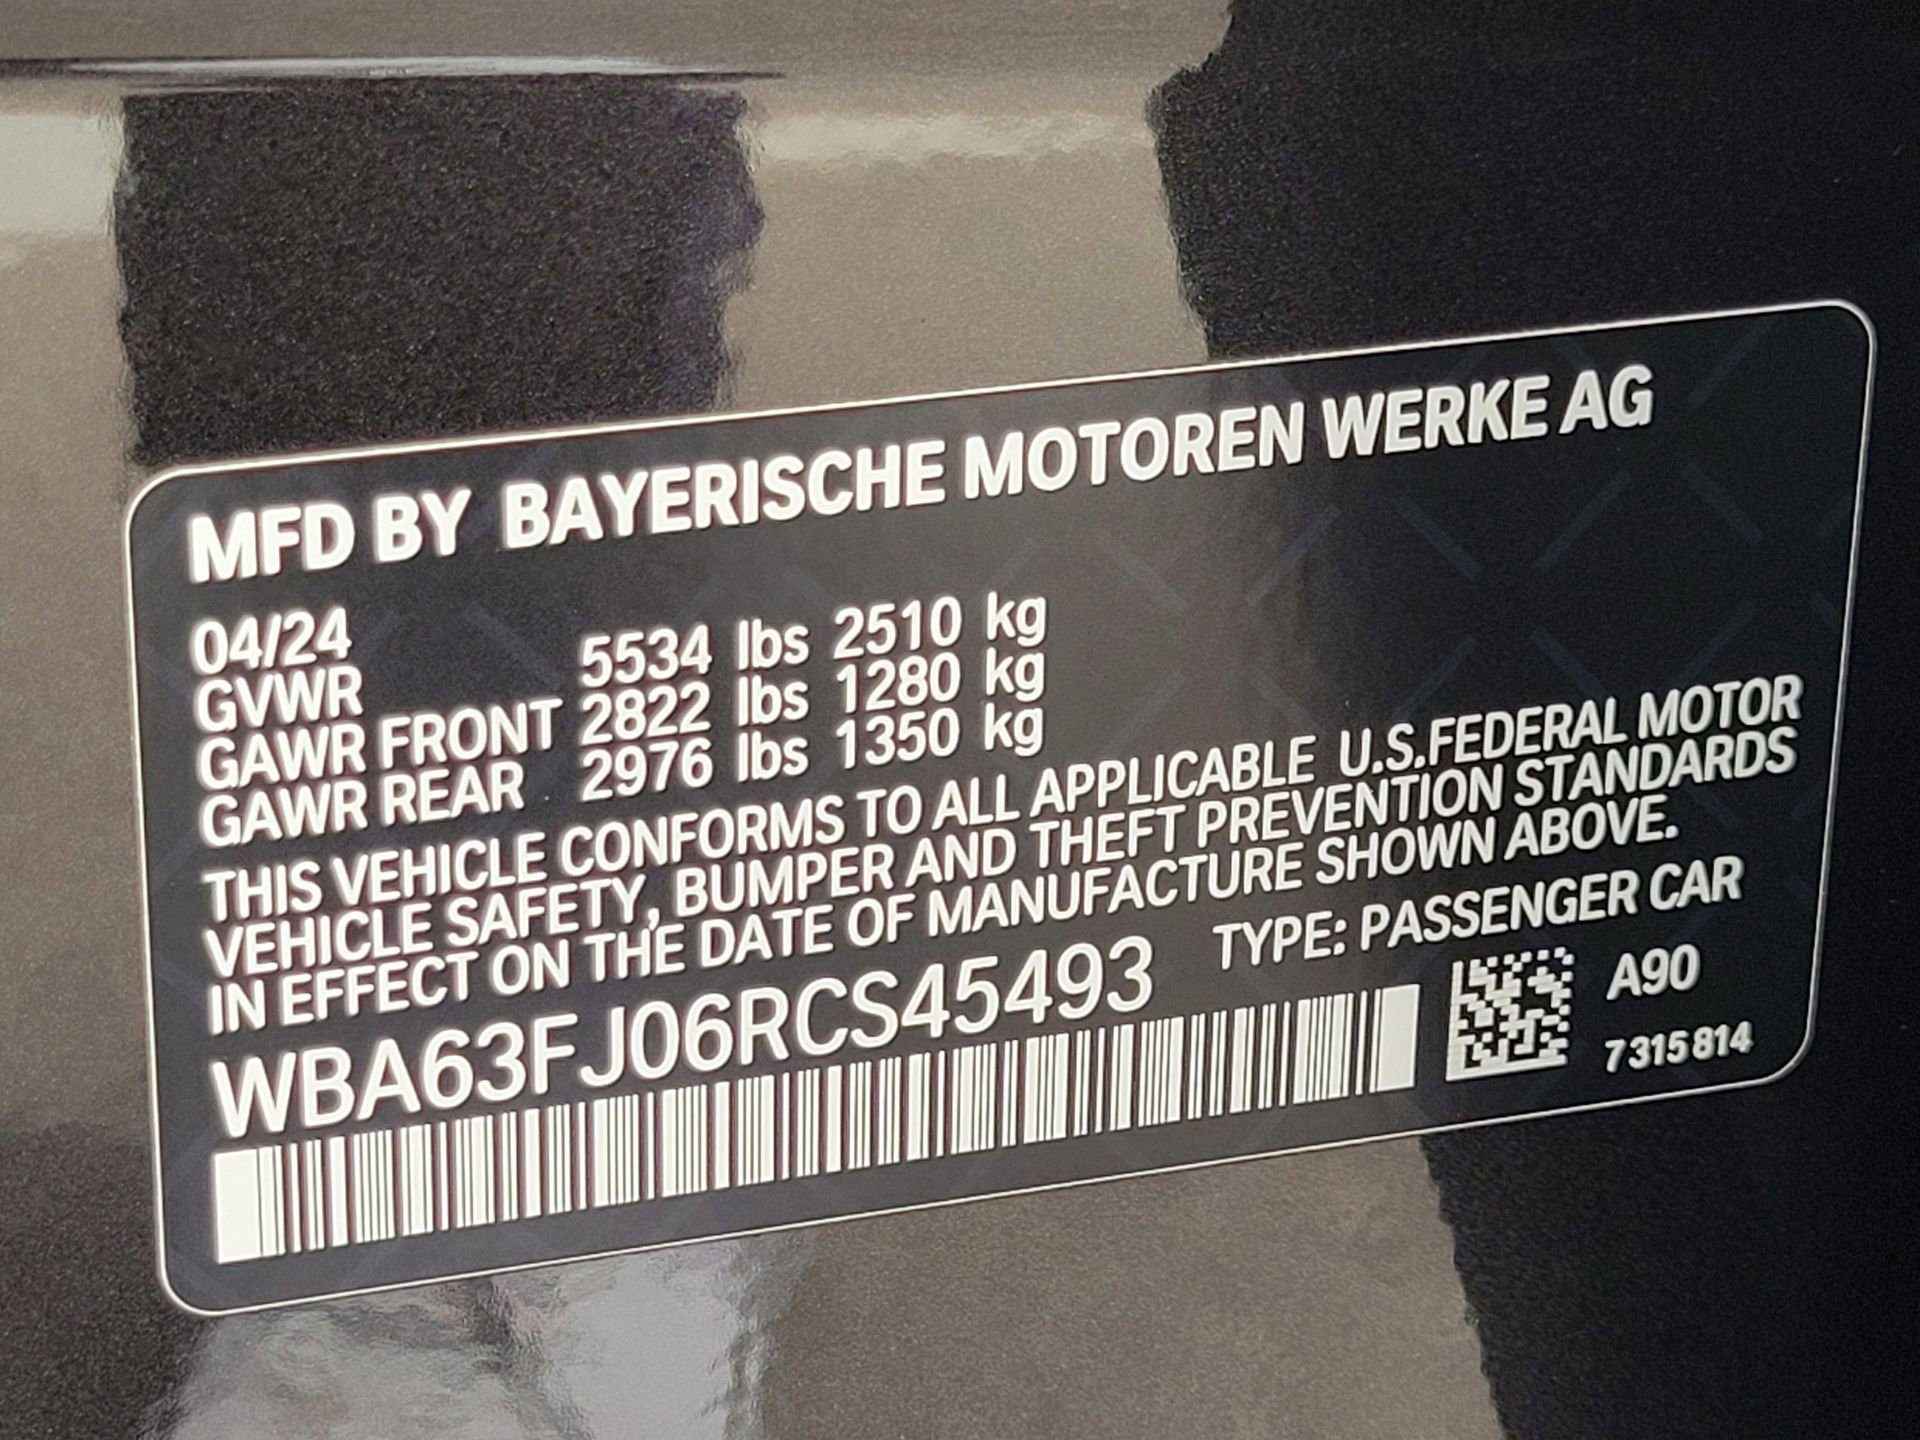 MFD BY BAYERISCHE MOTOREN WERKE AG
04/24
GVWR 5534 lbs 2510 kg
GAWR FRONT 2822 lbs 1280 kg
GAWR REAR 2976 lbs 1350 kg
THIS VEHICLE CONFORMS TO ALL APPLICABLE U.S.FEDERAL MOTOR
VEHICLE SAFETY, BUMPER AND THEFT PREVENTION STANDARDS
IN EFFECT ON THE DATE OF MANUFACTURE SHOWN ABOVE.
WBA63FJ06RCS45493 TYPE: PASSENGER CAR
A90
7315814